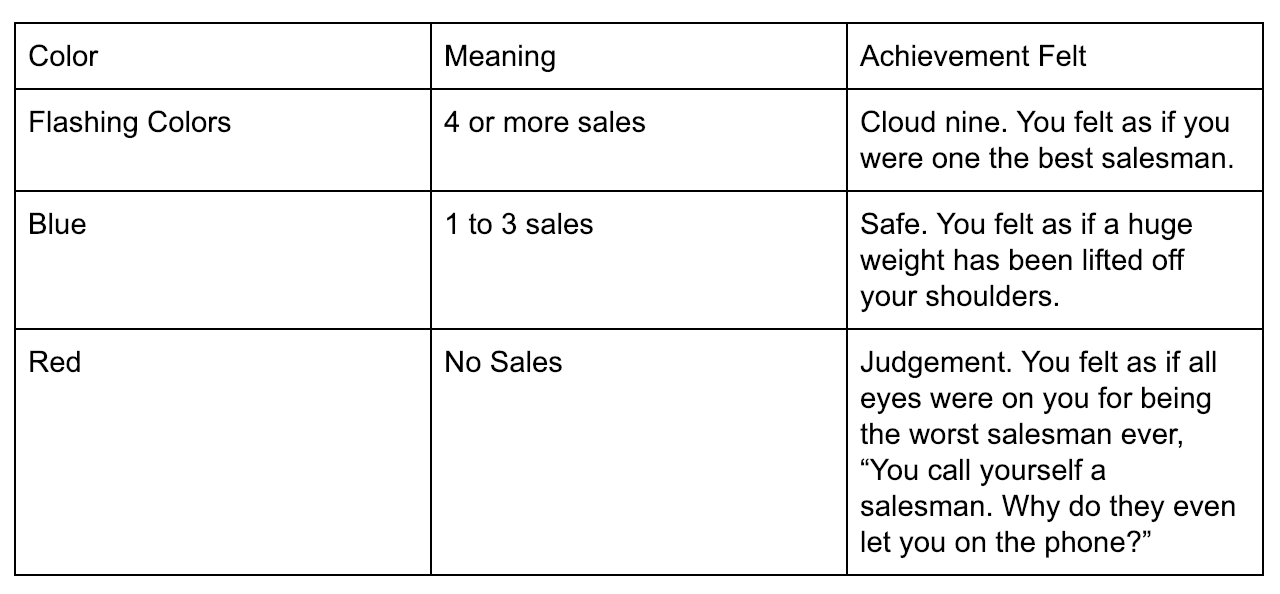 Color
Meaning
Achievement Felt
Flashing Colors
4 or more sales
Cloud nine. You felt as if you
were one the best salesman.
Blue
1 to 3 sales
Safe. You felt as if a huge
weight has been lifted off
your shoulders.
Red
No Sales
Judgement. You felt as if all
eyes were on you for being
the worst salesman ever,
“You call yourself a
salesman. Why do they even
let you on the phone?”